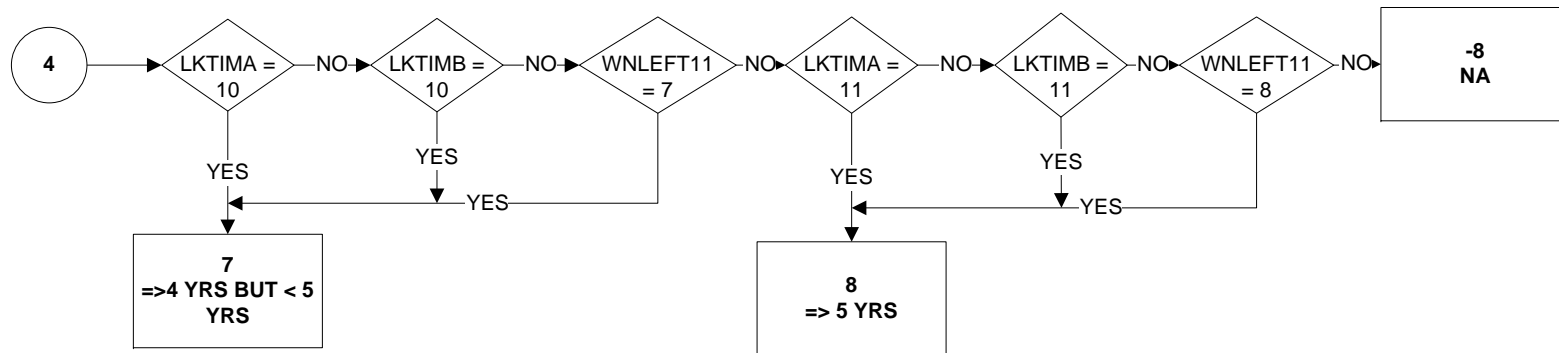 4
LKTIMA =
10
NO
LKTIMB =
10
NO
WNLEFT11
= 7
NO
LKTIMA =
11
NO
LKTIMB =
11
NO
WNLEFT11
= 8
NO
-8
NA
YES
YES
YES
YES
YES
YES
7
=>4 YRS BUT < 5
YRS
8
=> 5 YRS